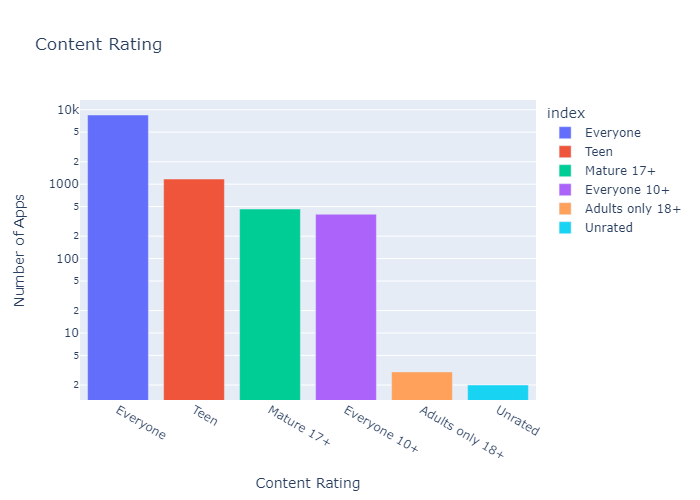 Content Rating
index
Everyone
Teen
Mature 17+
Everyone 10+
Adults only 18+
Unrated
Number of Apps
10k
5
2
1000
5
2
100
5
2
10
5
2
Everyone
Teen
Mature 17+
Everyone 10+
Adults only 18+
Unrated
Content Rating